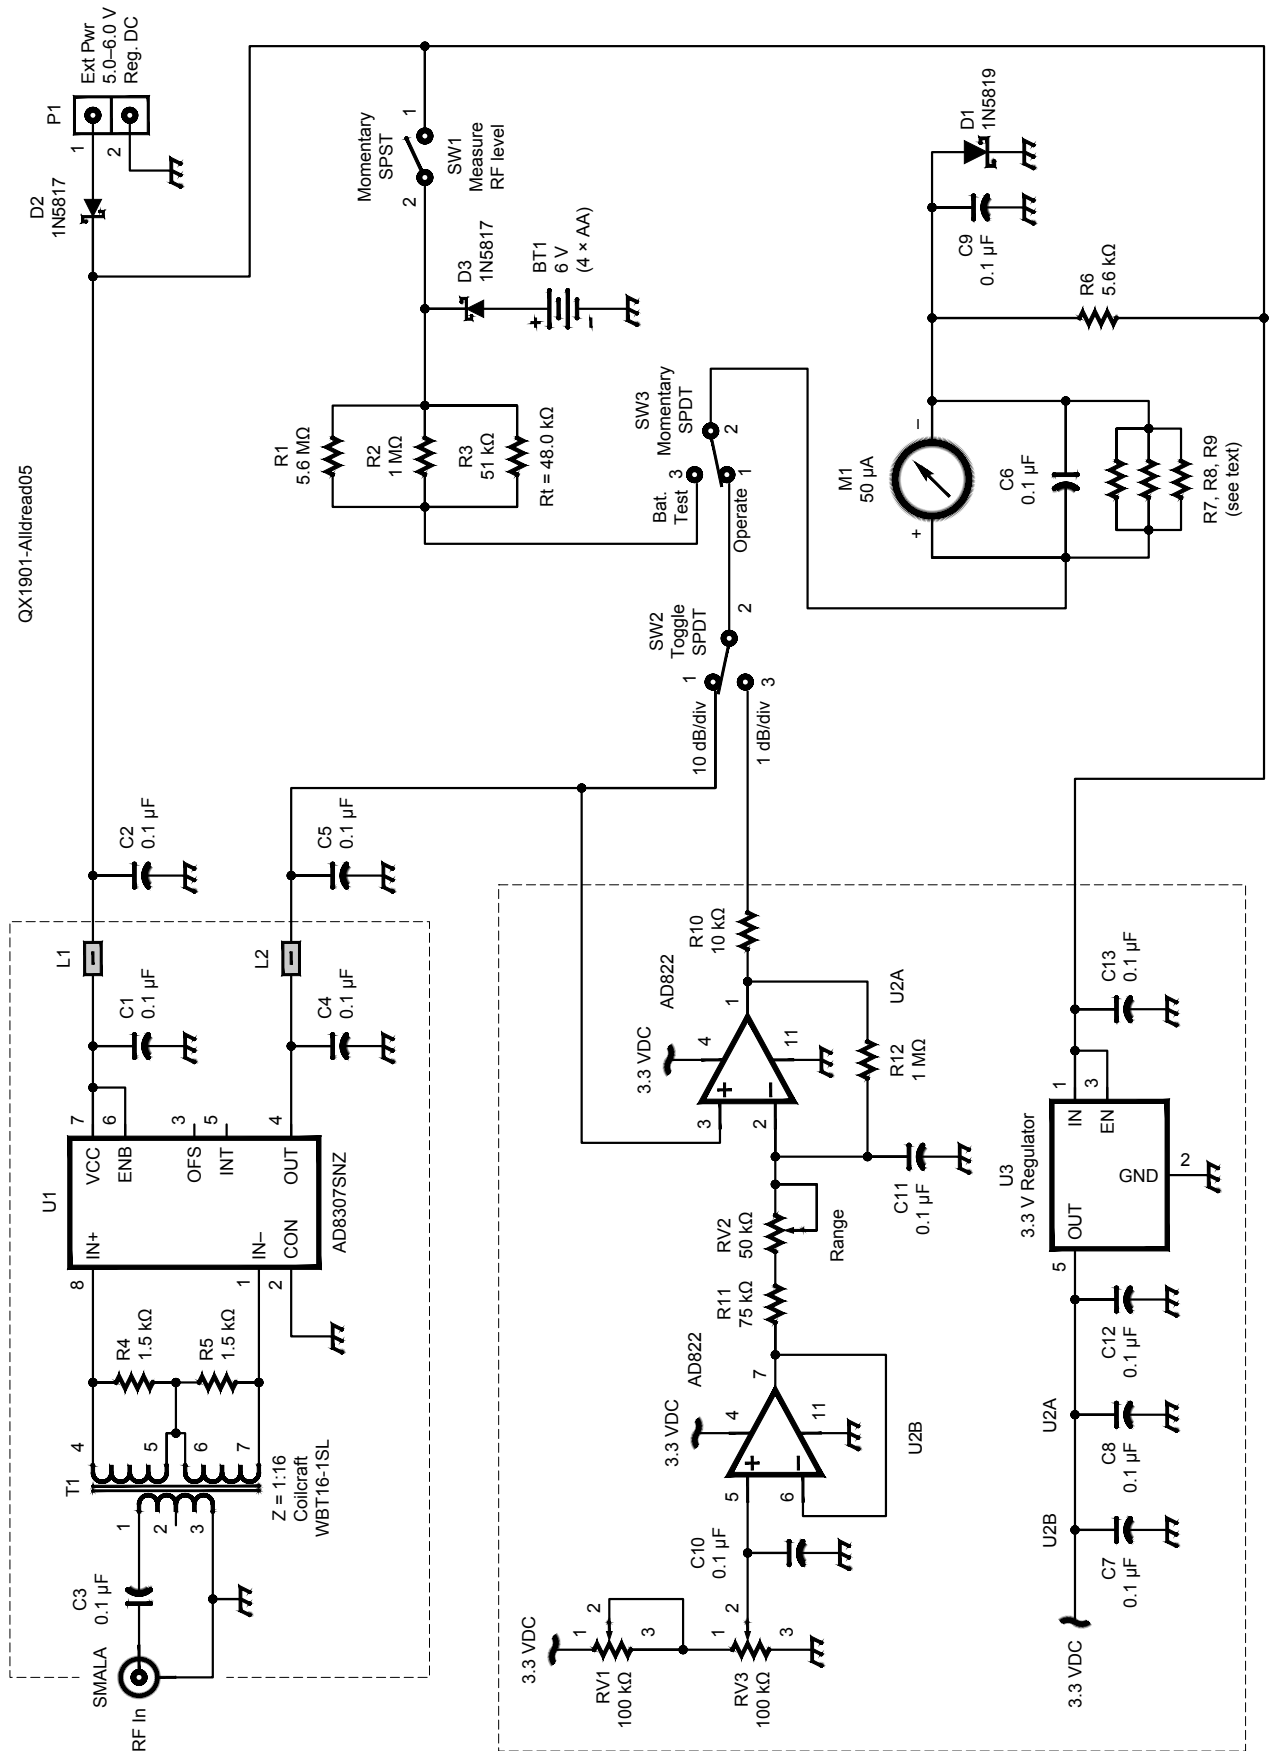 QX1901-Alldread05
RF In
SMALA
C3
0.1 µF
T1
1
2
3
4
5
6
7
Z = 1:16
Coilcraft
WBT16-1SL
R4
1.5 kΩ
R5
1.5 kΩ
8
1
2
U1
IN+
IN–
CON
VCC
ENB
OFS
INT
OUT
7
6
3
5
4
AD8307SNZ
C1
0.1 µF
C4
0.1 µF
L1
L2
C2
0.1 µF
C5
0.1 µF
D2
1N5817
P1
1
2
Ext Pwr
5.0–6.0 V
Reg. DC
R1
5.6 MΩ
R2
1 MΩ
R3
51 kΩ
Rt = 48.0 kΩ
Momentary
SPST
2
1
SW1
Measure
RF level
D3
1N5817
BT1
6 V
(4 × AA)
+
–
SW2
Toggle
SPDT
1
2
3
10 dB/div
1 dB/div
SW3
Momentary
SPDT
Bat.
Test
3
2
1
Operate
M1
50 µA
+
–
C6
0.1 µF
R7, R8, R9
(see text)
R6
5.6 kΩ
C9
0.1 µF
D1
1N5819
3.3 VDC
RV1
100 kΩ
1
2
3
RV3
100 kΩ
1
2
3
C10
0.1 µF
3.3 VDC
AD822
5
6
+
–
4
11
7
U2B
R11
75 kΩ
RV2
50 kΩ
Range
C11
0.1 µF
3.3 VDC
AD822
3
2
+
–
4
11
1
U2A
R12
1 MΩ
R10
10 kΩ
3.3 VDC
U2B
C7
0.1 µF
U2A
C8
0.1 µF
C12
0.1 µF
U3
3.3 V Regulator
5
OUT
IN
EN
GND
1
3
2
C13
0.1 µF